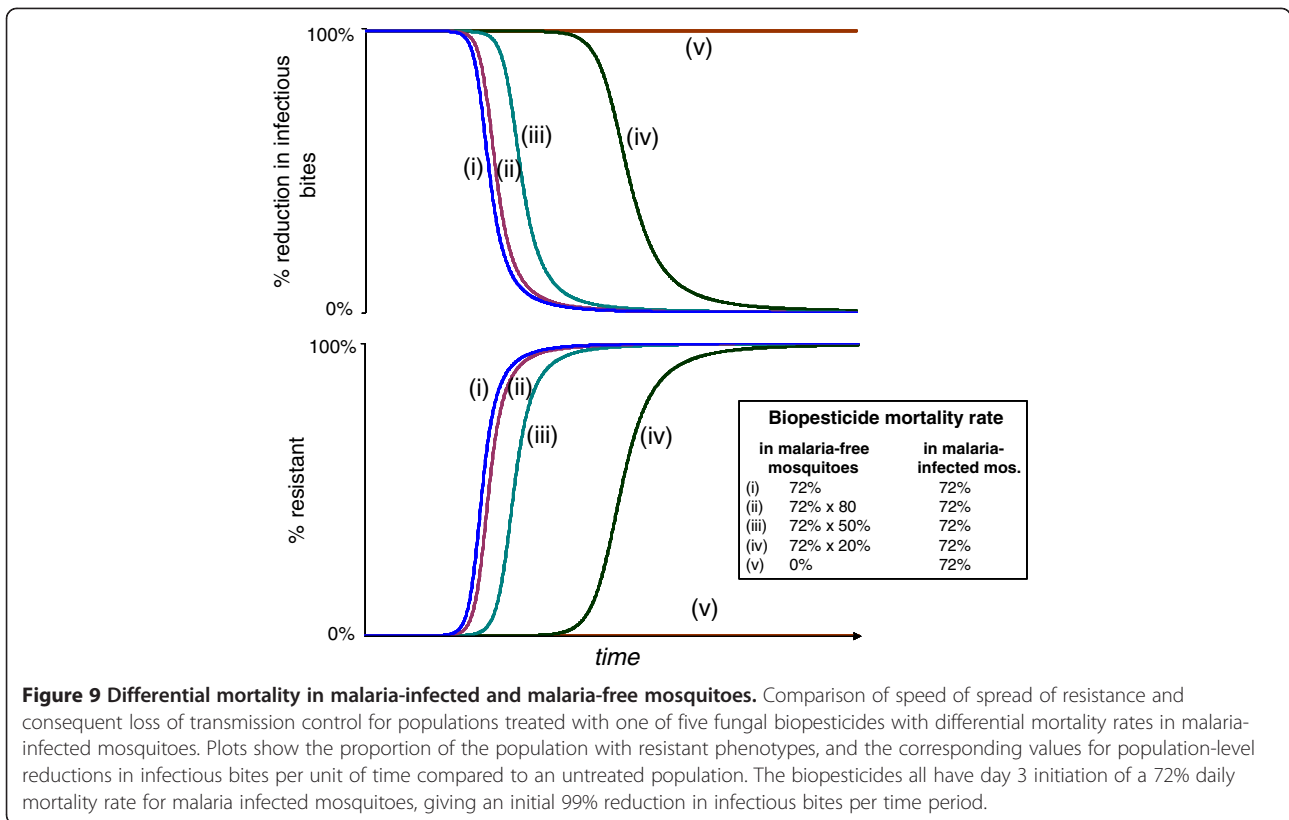 100%
(v)
% reduction in infectious
bites
(i)
(ii)
(iii)
(iv)
0%
100%
(i)
(ii)
(iii)
(iv)
% resistant
(v)
0%
time
Biopesticide mortality rate
in malaria-free
mosquitoes
in malaria-
infected mos.
(i) 72% 72%
(ii) 72% x 80 72%
(iii) 72% x 50% 72%
(iv) 72% x 20% 72%
(v) 0% 72%
Figure 9 Differential mortality in malaria-infected and malaria-free mosquitoes. Comparison of speed of spread of resistance and
consequent loss of transmission control for populations treated with one of five fungal biopesticides with differential mortality rates in malaria-
infected mosquitoes. Plots show the proportion of the population with resistant phenotypes, and the corresponding values for population-level
reductions in infectious bites per unit of time compared to an untreated population. The biopesticides all have day 3 initiation of a 72% daily
mortality rate for malaria infected mosquitoes, giving an initial 99% reduction in infectious bites per time period.